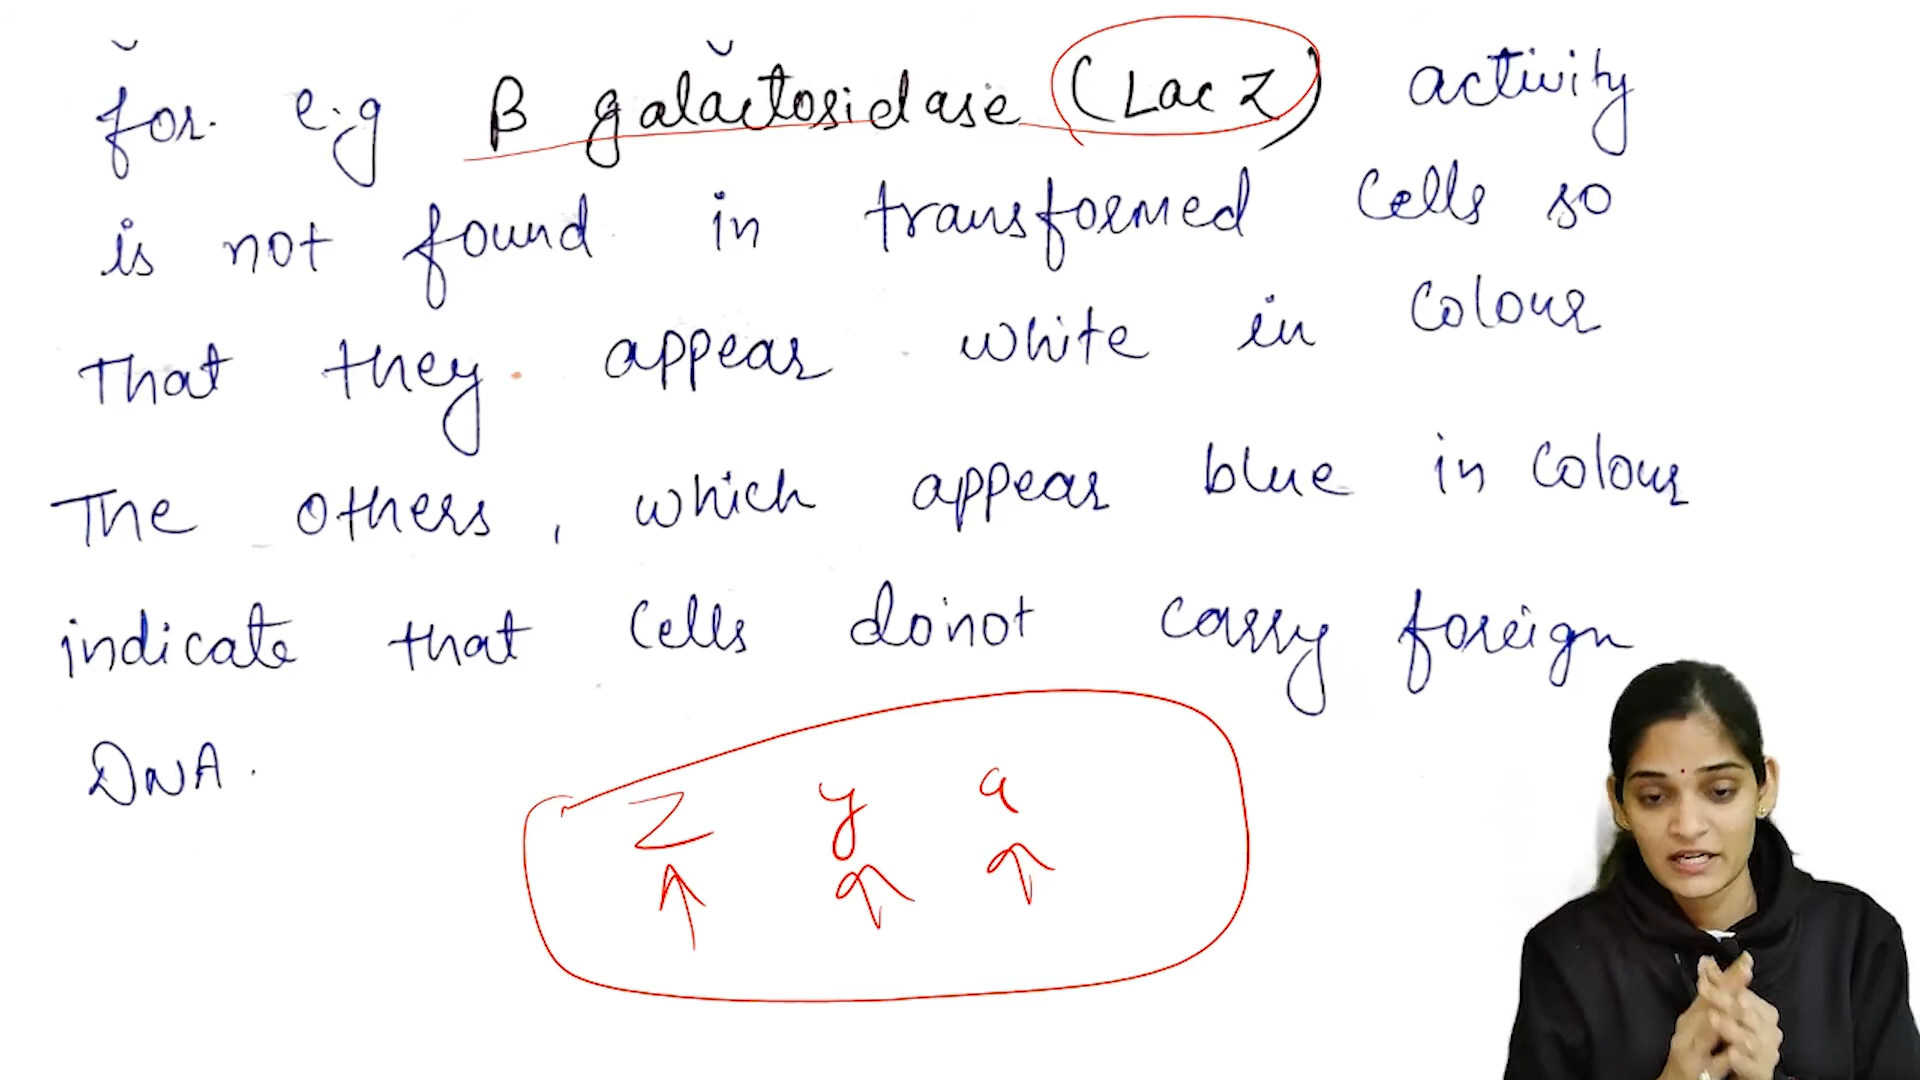 for. e.g β galactosidase (Lac Z) activity
is not found in transformed cells so
That they appear white in colour
The others, which appear blue in colour
indicate that cells donot carry foreign
DNA.
Z y a